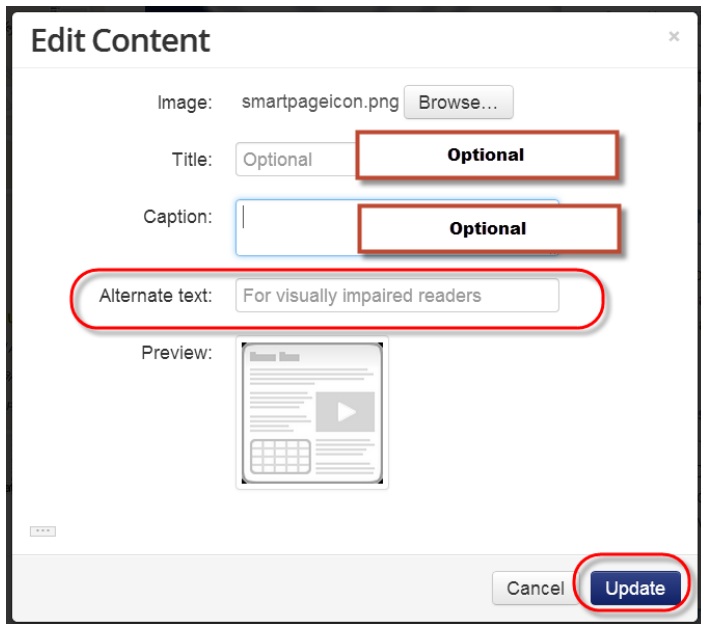 Edit Content
×
Image: smartpageicon.png Browse...
Title: Optional Optional
Caption: Optional
Alternate text: For visually impaired readers
Preview:
Cancel Update